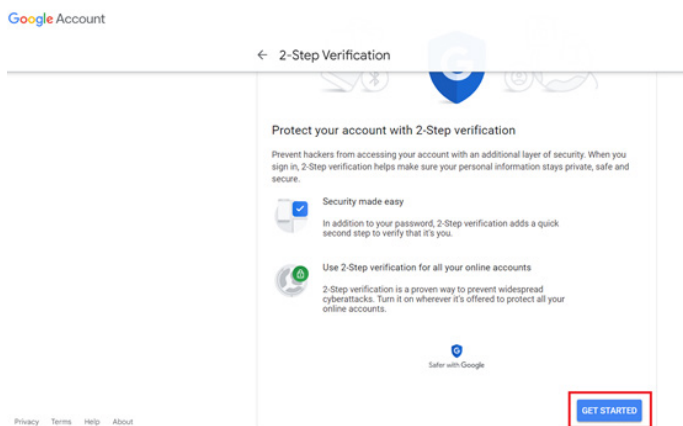 Google Account
← 2-Step Verification
Protect your account with 2-Step verification
Prevent hackers from accessing your account with an additional layer of security. When you
sign in, 2-Step verification helps make sure your personal information stays private, safe and
secure.
Security made easy
In addition to your password, 2-Step verification adds a quick
second step to verify that it's you.
Use 2-Step verification for all your online accounts
2-Step verification is a proven way to prevent widespread
cyberattacks. Turn it on wherever it's offered to protect all your
online accounts.
Safer with Google
GET STARTED
Privacy Terms Help About